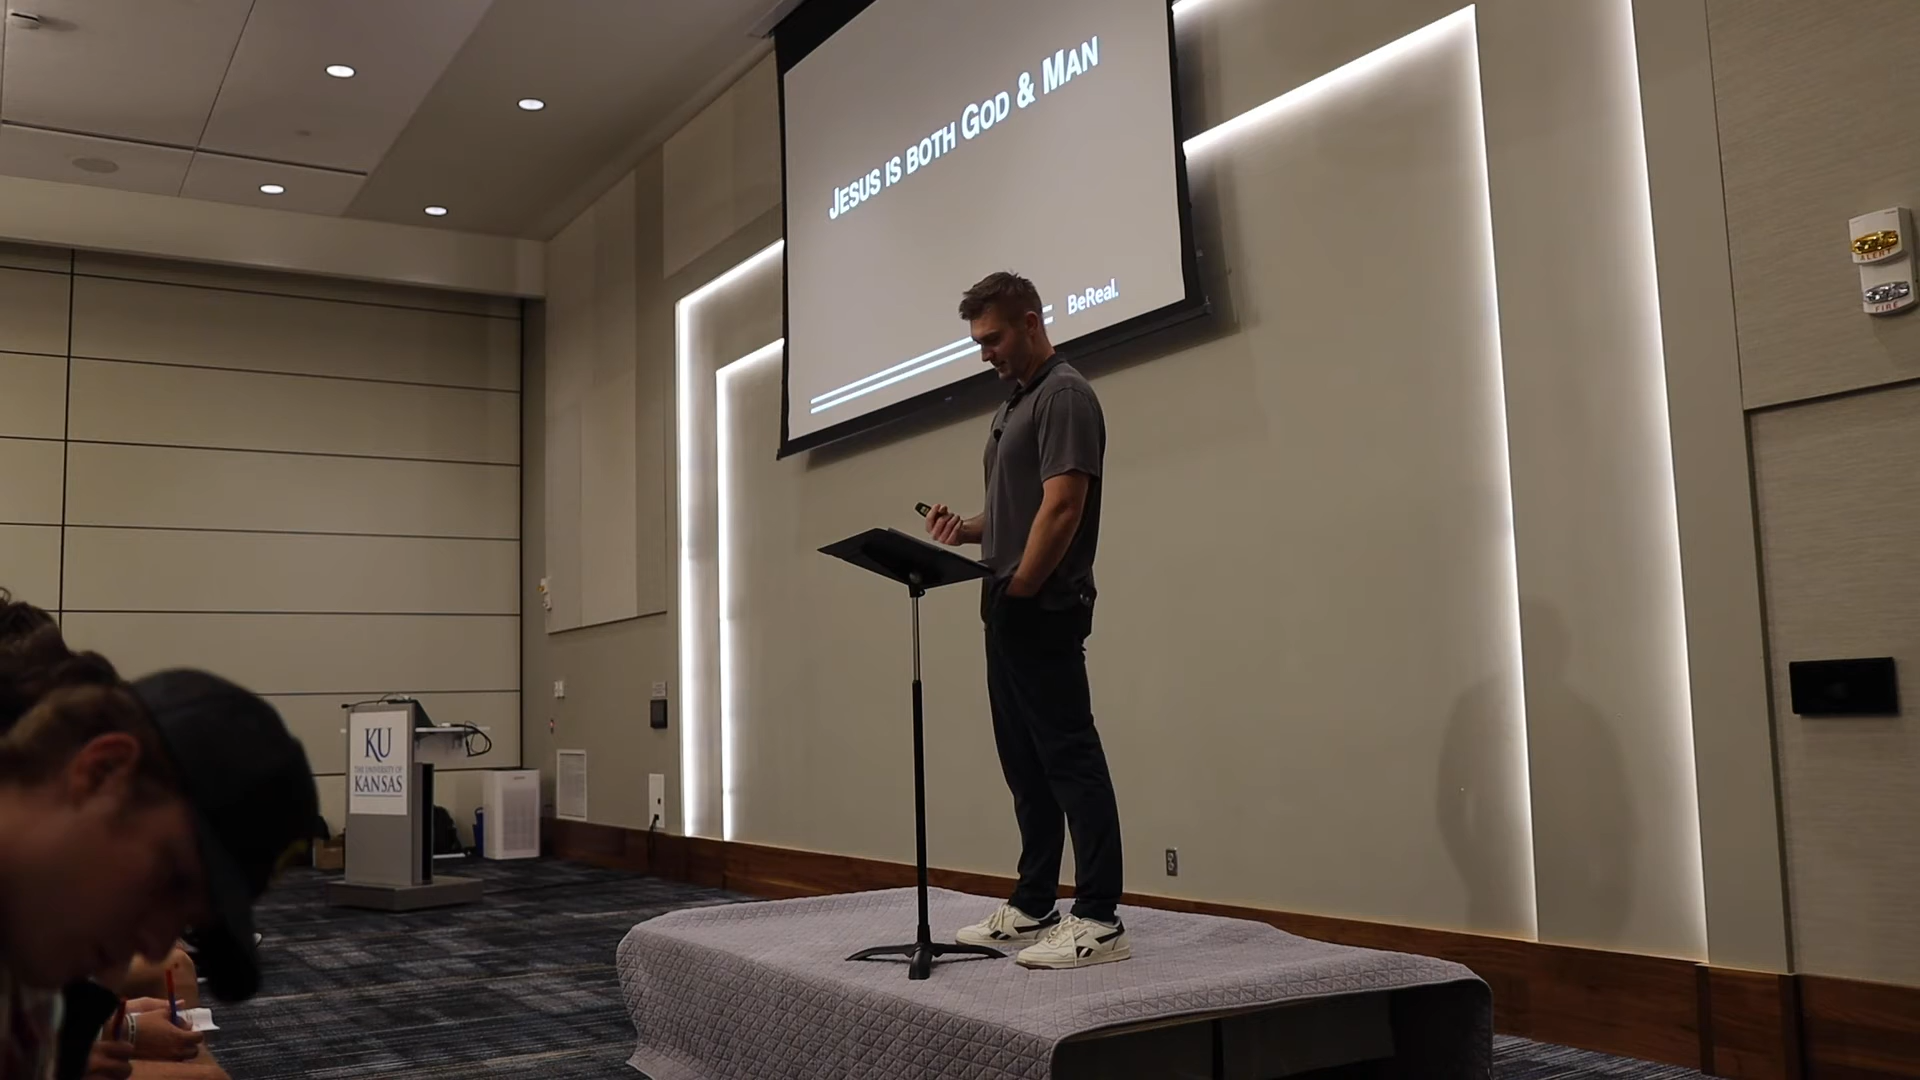 JESUS IS BOTH GOD & MAN
BeReal.
KU
THE UNIVERSITY OF
KANSAS
ALERT
FIRE